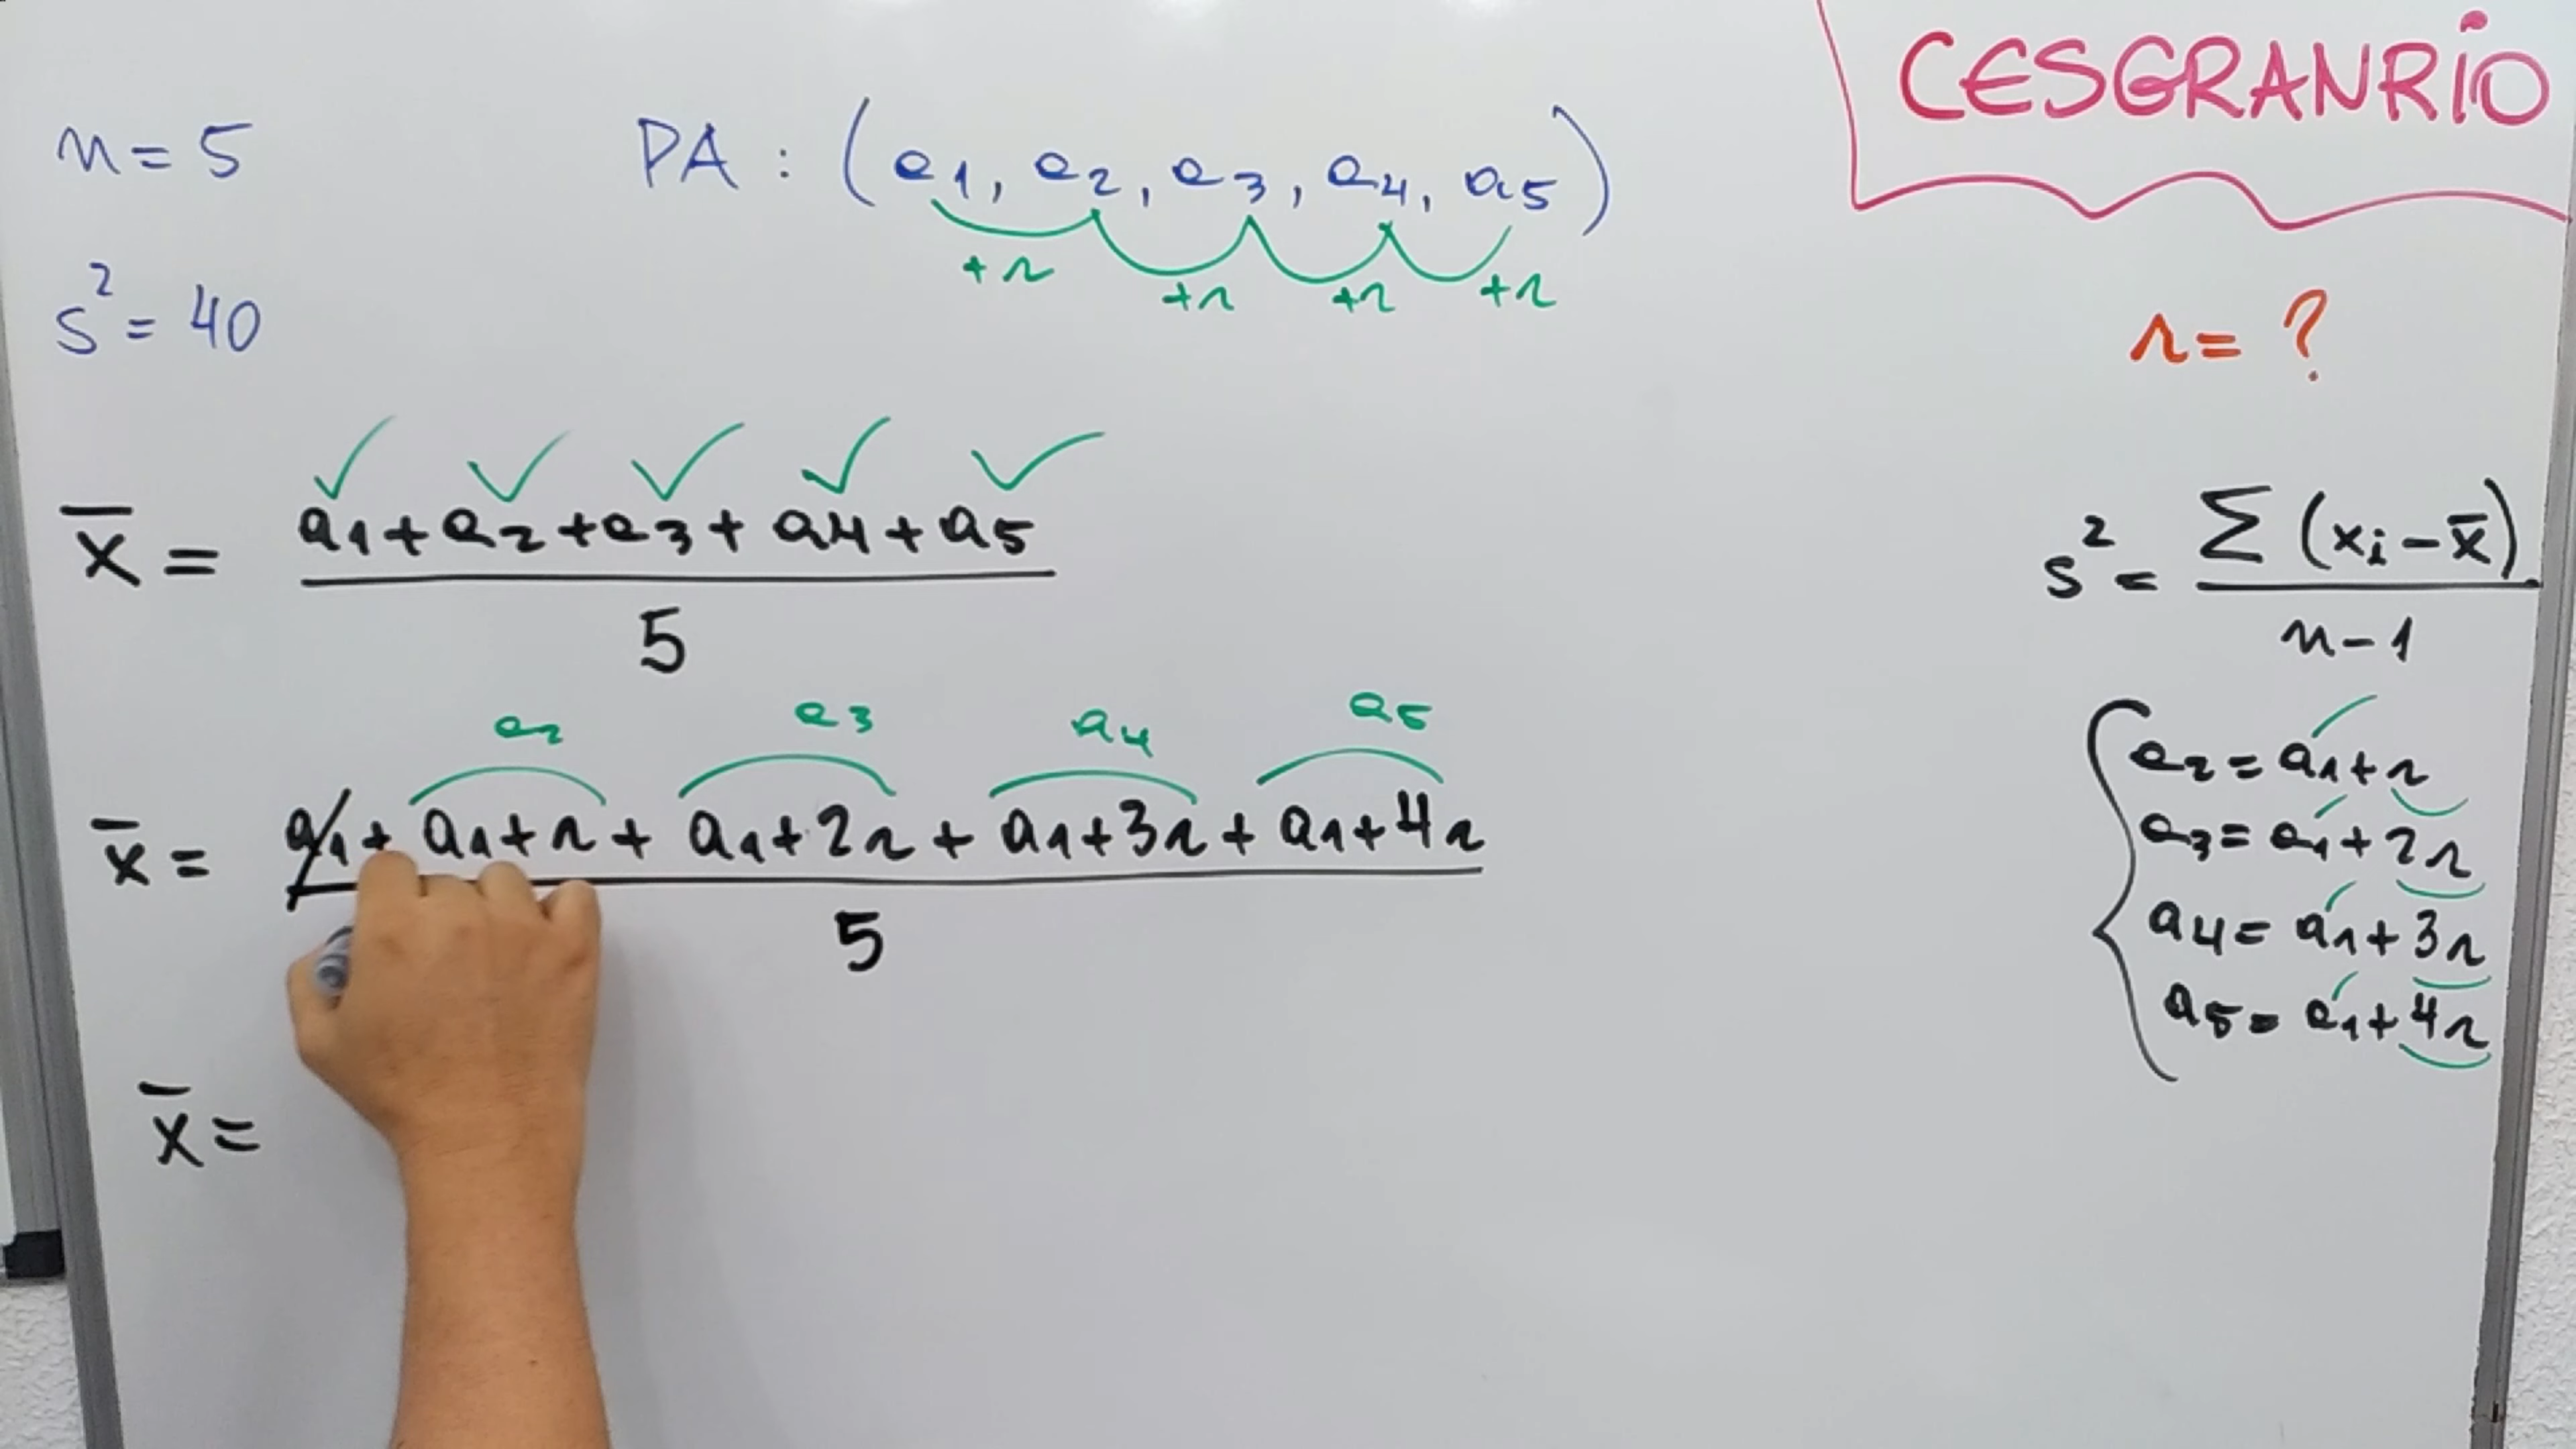 CESGRANRIO
n = 5
PA : (a1, a2, a3, a4, a5)
+r +r +r +r
s² = 40
r = ?
x̄ = a1 + a2 + a3 + a4 + a5
5
s² = Σ (xi - x̄)
n - 1
a2 a3 a4 a5
x̄ = a1 + a1 + r + a1 + 2r + a1 + 3r + a1 + 4r
5
x̄ =
a2 = a1 + r
a3 = a1 + 2r
a4 = a1 + 3r
a5 = a1 + 4r